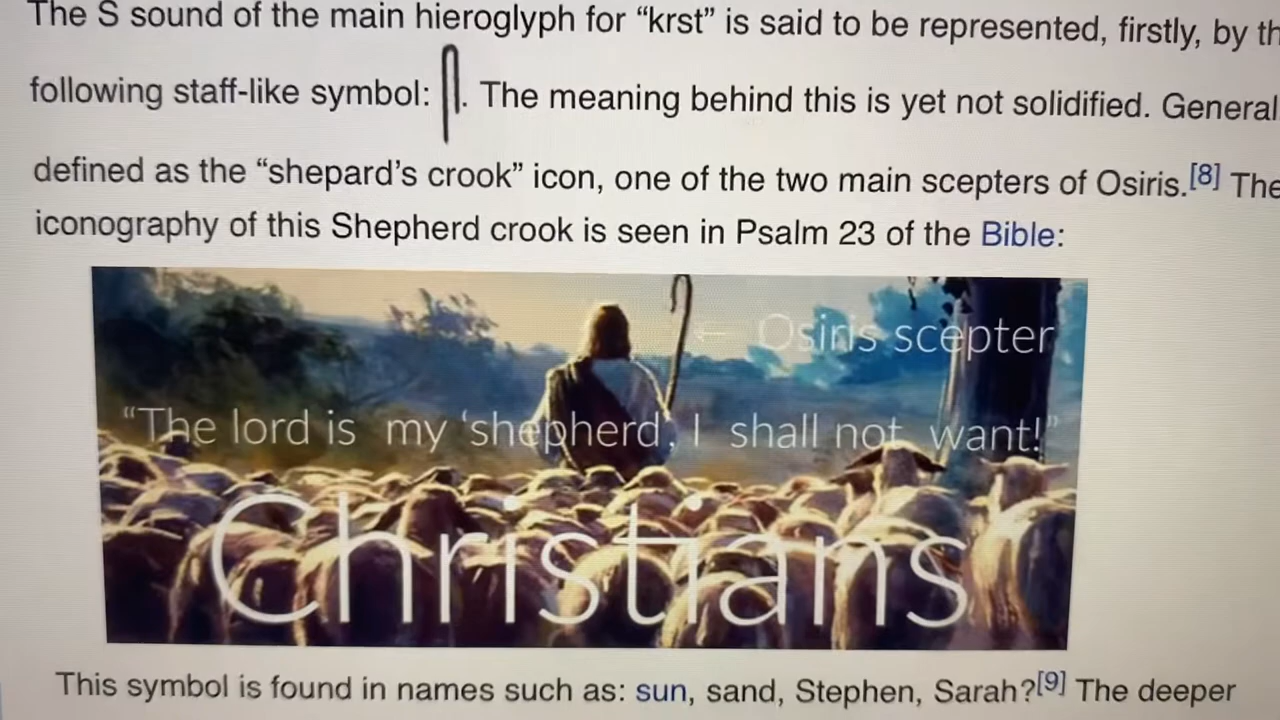 The S sound of the main hieroglyph for “krst” is said to be represented, firstly, by th
following staff-like symbol: . The meaning behind this is yet not solidified. General
defined as the “shepard’s crook” icon, one of the two main scepters of Osiris.[8] The
iconography of this Shepherd crook is seen in Psalm 23 of the Bible:
← Osiris scepter
“The lord is my ‘shepherd’, I shall not want!”
Christians
This symbol is found in names such as: sun, sand, Stephen, Sarah?[9] The deeper